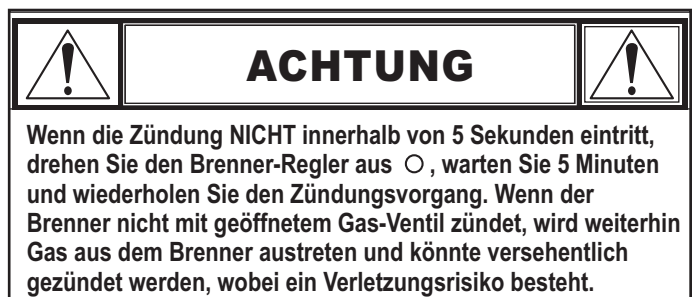 ACHTUNG
Wenn die Zündung NICHT innerhalb von 5 Sekunden eintritt,
drehen Sie den Brenner-Regler aus ○ , warten Sie 5 Minuten
und wiederholen Sie den Zündungsvorgang. Wenn der
Brenner nicht mit geöffnetem Gas-Ventil zündet, wird weiterhin
Gas aus dem Brenner austreten und könnte versehentlich
gezündet werden, wobei ein Verletzungsrisiko besteht.